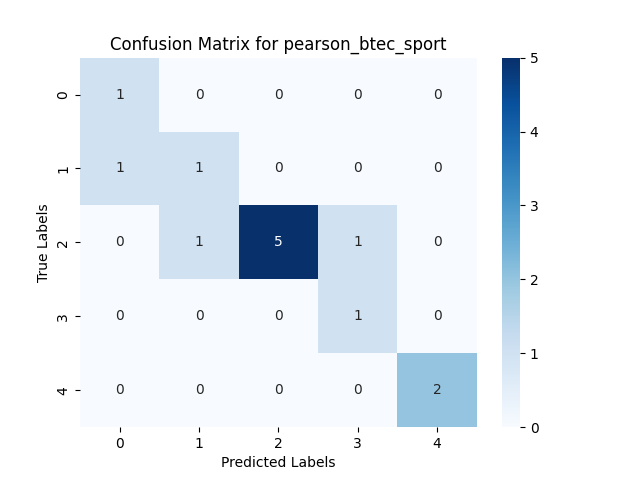 Confusion Matrix for pearson_btec_sport
True Labels
0 1 0 0 0 0
1 1 1 0 0 0
2 0 1 5 1 0
3 0 0 0 1 0
4 0 0 0 0 2
0 1 2 3 4
Predicted Labels
5
4
3
2
1
0